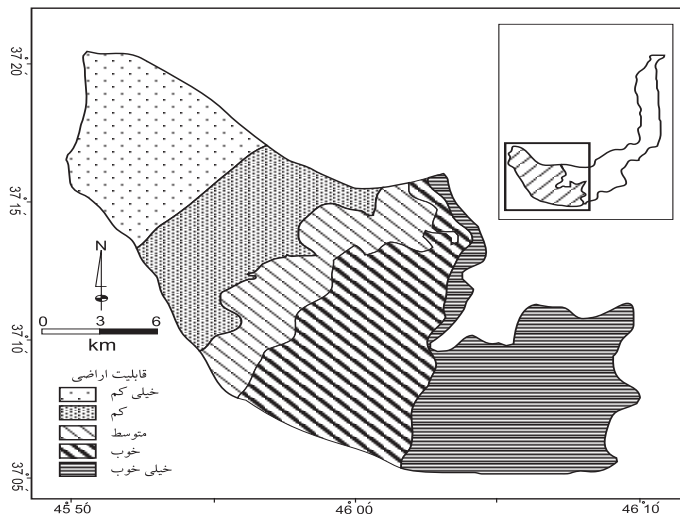 37°20
37°15
37°10
37°05
N
0 3 6
km
قابلیت اراضی
خیلی کم
کم
متوسط
خوب
خیلی خوب
45 50́ 46 00́ 46 10́